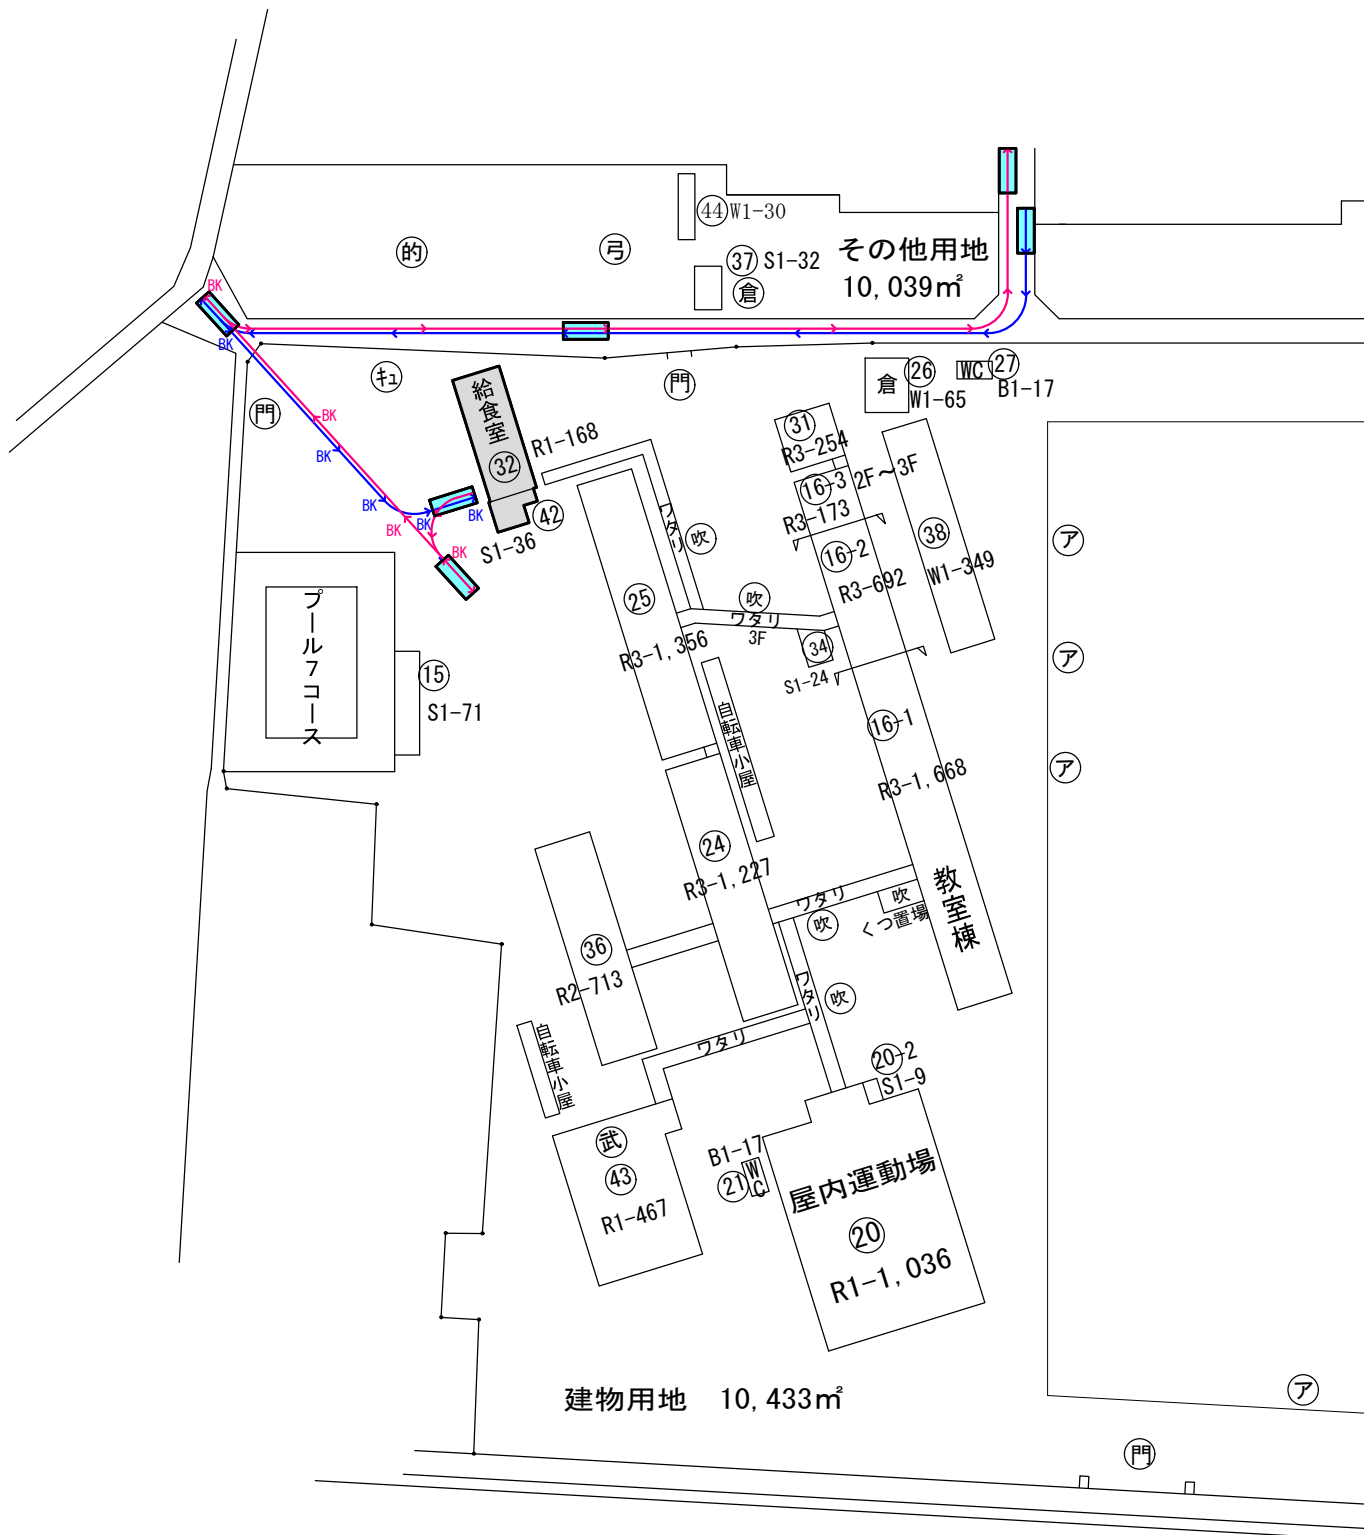 44 W1-30
的
弓
37 S1-32
倉
その他用地
10,039㎡
BK
BK
キュ
門
門
給食室
32
R1-168
倉
26
W1-65
WC
27
B1-17
31
R3-254
16-3
2F～3F
R3-173
BK
BK
BK
BK
BK
BK
BK
42
S1-36
ワタリ
吹
16-2
R3-692
38
W1-349
ア
ア
ア
25
R3-1,356
吹
ワタリ
3F
34
S1-24
プール7コース
15
S1-71
自転車小屋
16-1
R3-1,668
24
R3-1,227
教室棟
ワタリ
吹
吹
くつ置場
36
R2-713
ワタリ
吹
自転車小屋
ワタリ
20-2
S1-9
武
43
R1-467
B1-17
21
WC
屋内運動場
20
R1-1,036
建物用地 10,433㎡
ア
門